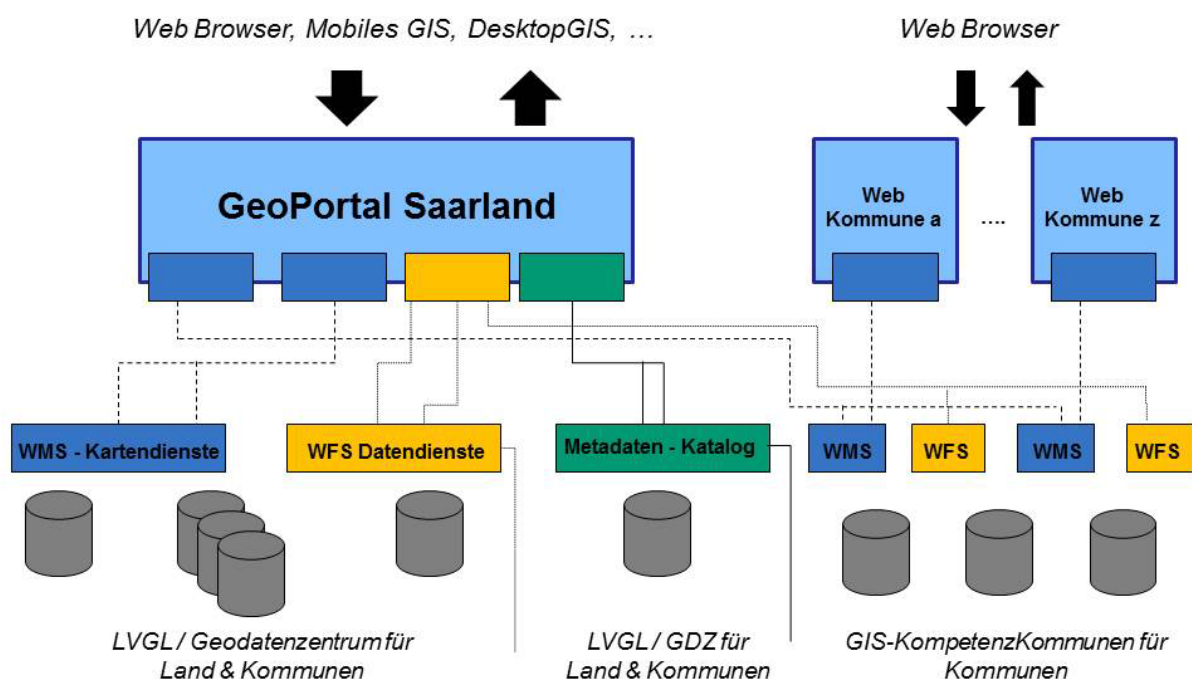 Web Browser, Mobiles GIS, DesktopGIS, …
Web Browser
GeoPortal Saarland
Web
Kommune a
....
Web
Kommune z
WMS - Kartendienste
WFS Datendienste
Metadaten - Katalog
WMS
WFS
WMS
WFS
LVGL / Geodatenzentrum für
Land & Kommunen
LVGL / GDZ für
Land & Kommunen
GIS-KompetenzKommunen für
Kommunen